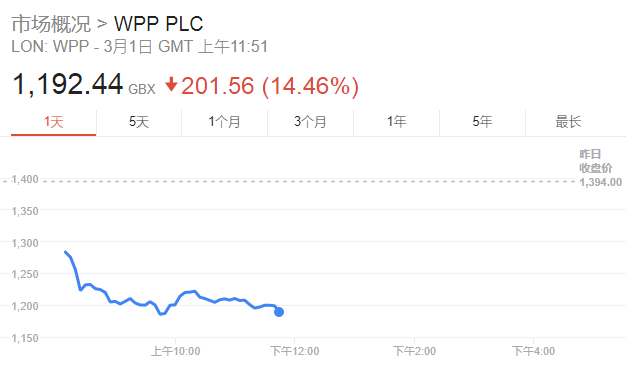 市场概况 > WPP PLC
LON: WPP - 3月1日 GMT 上午11:51
1,192.44 GBX 201.56 (14.46%)
1天 5天 1个月 3个月 1年 5年 最长
昨日
收盘价
1,394.00
1,400
1,350
1,300
1,250
1,200
1,150
上午10:00 下午12:00 下午2:00 下午4:00